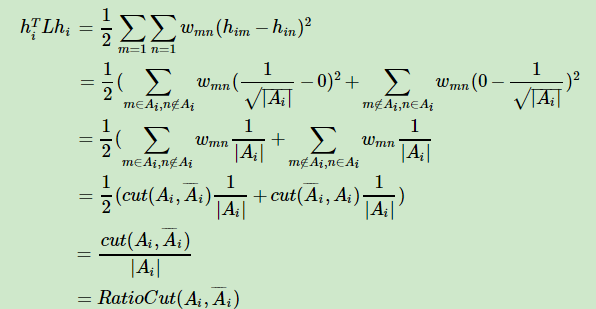 $h_i^T L h_i = \frac{1}{2} \sum_{m=1} \sum_{n=1} w_{mn} (h_{im} - h_{in})^2$
$= \frac{1}{2} ( \sum_{m \in A_i, n \notin A_i} w_{mn} ( \frac{1}{\sqrt{|A_i|}} - 0 )^2 + \sum_{m \notin A_i, n \in A_i} w_{mn} ( 0 - \frac{1}{\sqrt{|A_i|}} )^2$
$= \frac{1}{2} ( \sum_{m \in A_i, n \notin A_i} w_{mn} \frac{1}{|A_i|} + \sum_{m \notin A_i, n \in A_i} w_{mn} \frac{1}{|A_i|}$
$= \frac{1}{2} ( cut(A_i, \overline{A}_i) \frac{1}{|A_i|} + cut(\overline{A}_i, A_i) \frac{1}{|A_i|} )$
$= \frac{cut(A_i, \overline{A}_i)}{|A_i|}$
$= RatioCut(A_i, \overline{A}_i)$